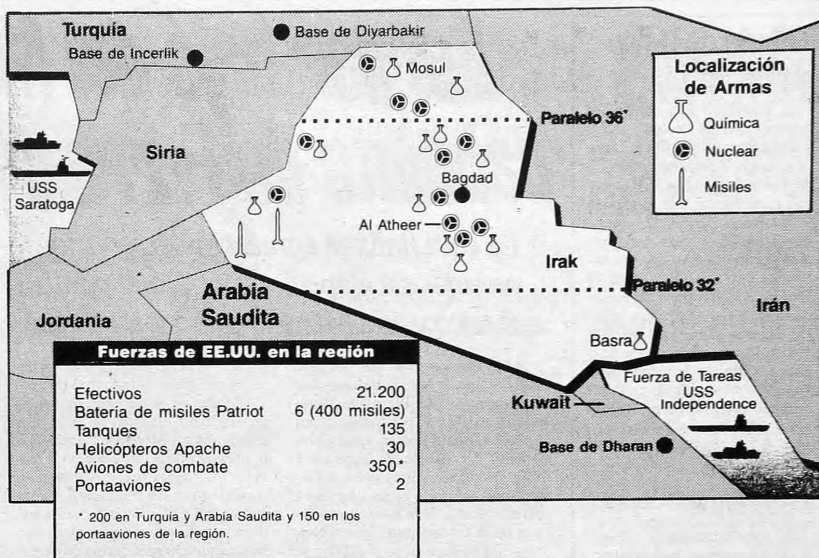 Turquía
Base de Diyarbakir
Base de Incerlik
Mosul
Localización
de Armas
Química
Nuclear
Misiles
Paralelo 36°
Siria
USS
Saratoga
Bagdad
Al Atheer
Irak
Arabia
Saudita
Paralelo 32°
Irán
Jordania
Basra
Fuerza de Tareas
USS
Independence
Kuwait
Base de Dharan
Fuerzas de EE.UU. en la región
Efectivos 21.200
Batería de misiles Patriot 6 (400 misiles)
Tanques 135
Helicópteros Apache 30
Aviones de combate 350*
Portaaviones 2
* 200 en Turquía y Arabia Saudita y 150 en los
portaaviones de la región.